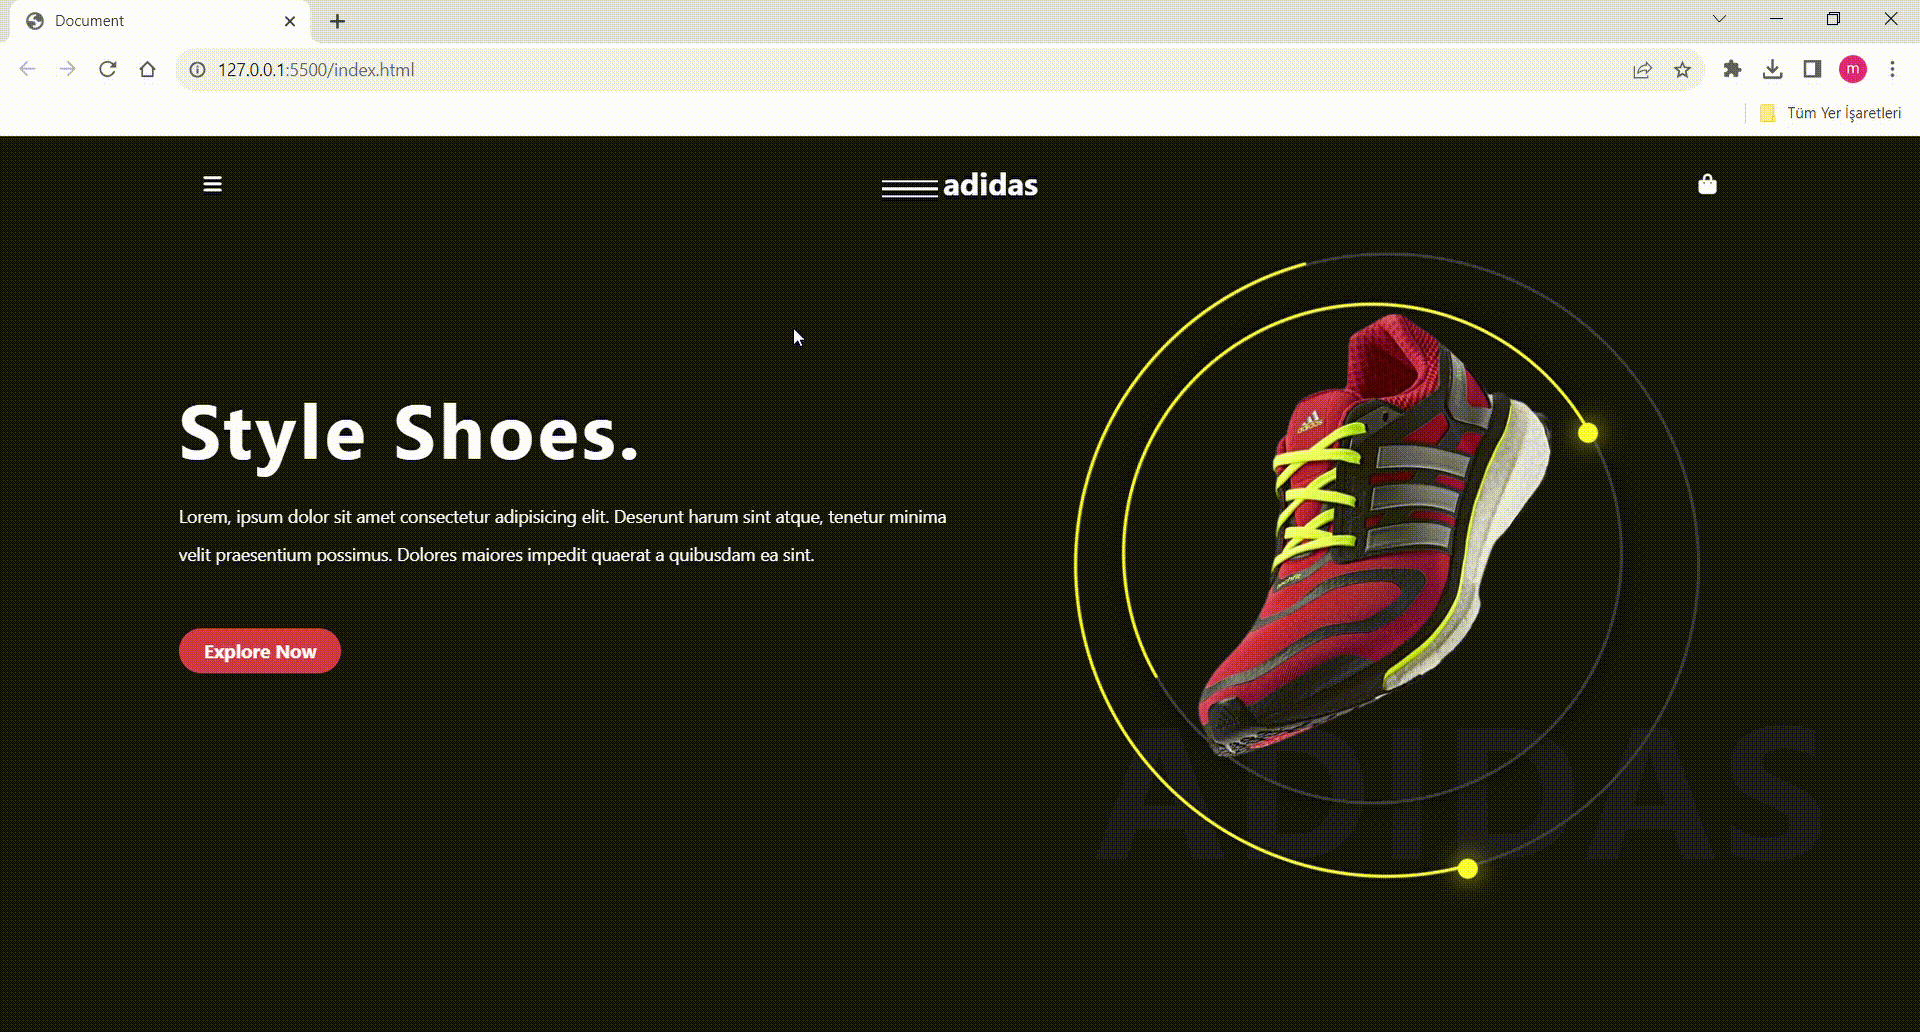 Document
127.0.0.1:5500/index.html
m
Tüm Yer İşaretleri
adidas
Style Shoes.
Lorem, ipsum dolor sit amet consectetur adipisicing elit. Deserunt harum sint atque, tenetur minima
velit praesentium possimus. Dolores maiores impedit quaerat a quibusdam ea sint.
Explore Now
adidas
ADIDAS